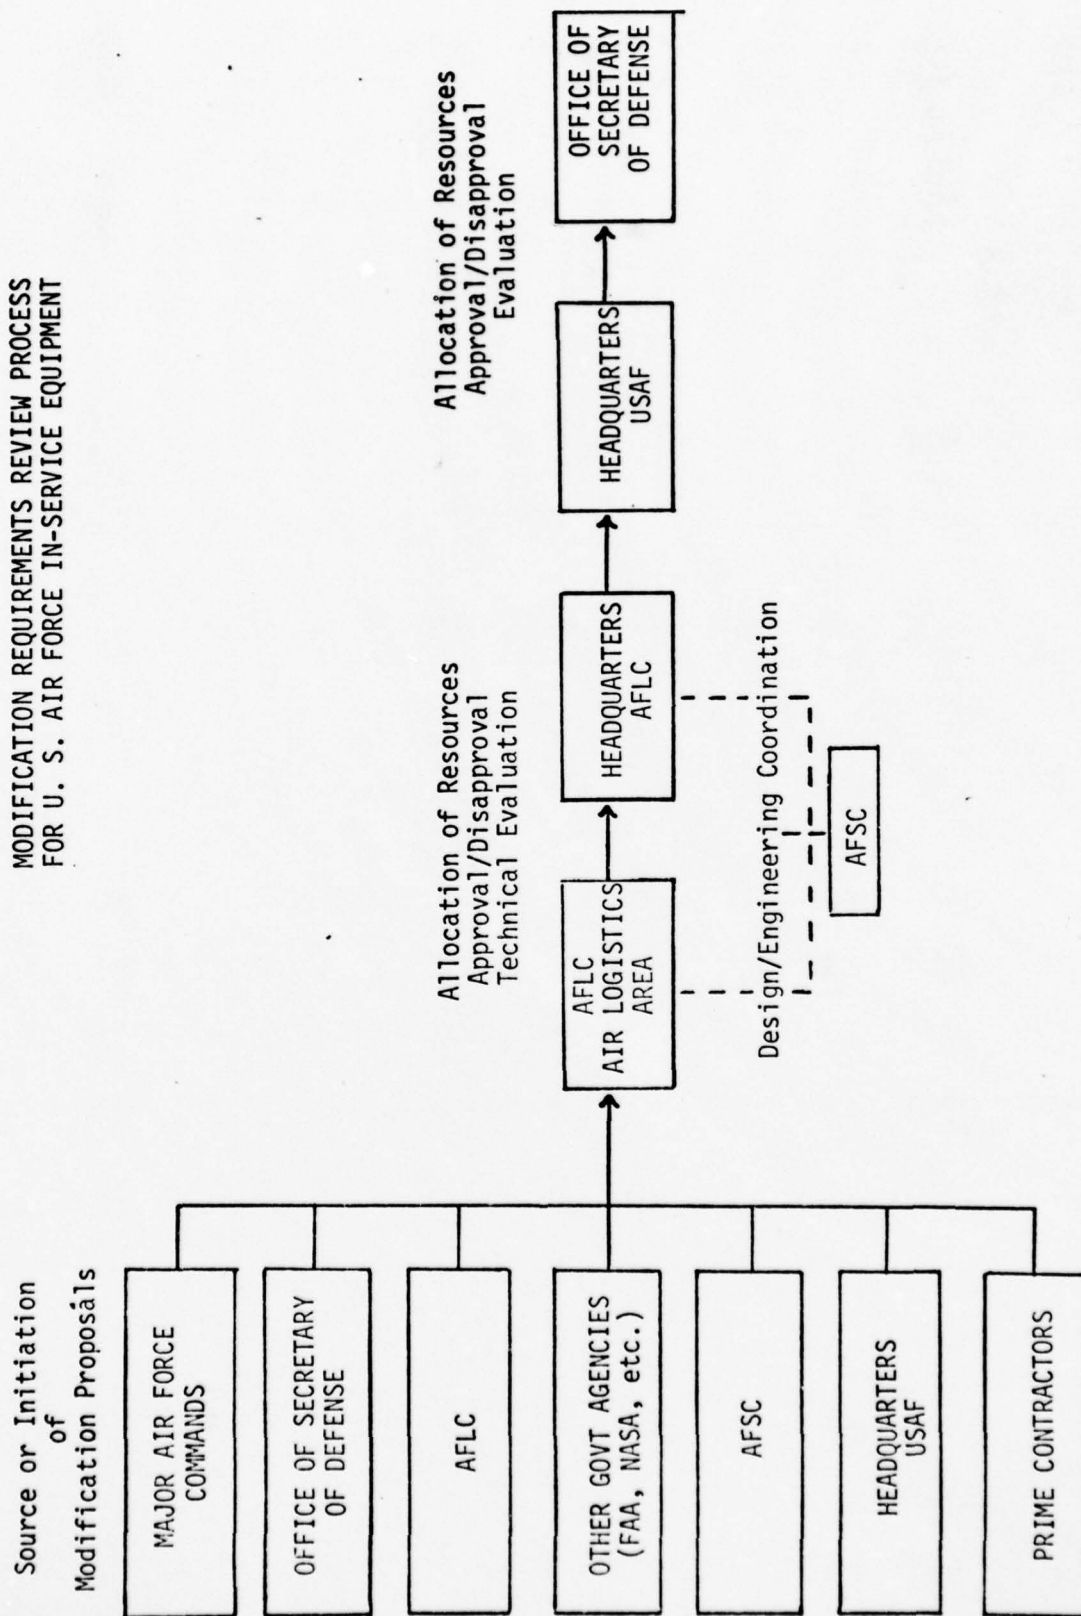 MODIFICATION REQUIREMENTS REVIEW PROCESS
FOR U. S. AIR FORCE IN-SERVICE EQUIPMENT
Source or Initiation
of
Modification Proposals
MAJOR AIR FORCE
COMMANDS
OFFICE OF SECRETARY
OF DEFENSE
AFLC
OTHER GOVT AGENCIES
(FAA, NASA, etc.)
AFSC
HEADQUARTERS
USAF
PRIME CONTRACTORS
Allocation of Resources
Approval/Disapproval
Technical Evaluation
AFLC
AIR LOGISTICS
AREA
HEADQUARTERS
AFLC
Design/Engineering Coordination
AFSC
Allocation of Resources
Approval/Disapproval
Evaluation
HEADQUARTERS
USAF
OFFICE OF
SECRETARY
OF DEFENSE